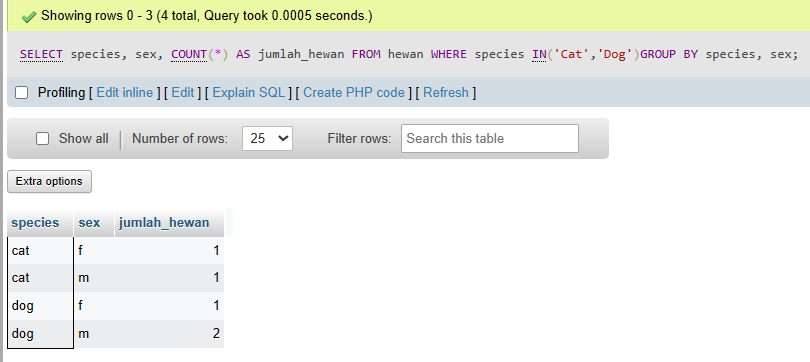 Showing rows 0 - 3 (4 total, Query took 0.0005 seconds.)
SELECT species, sex, COUNT(*) AS jumlah_hewan FROM hewan WHERE species IN('Cat','Dog')GROUP BY species, sex;
Profiling [ Edit inline ] [ Edit ] [ Explain SQL ] [ Create PHP code ] [ Refresh ]
Show all Number of rows: 25 Filter rows: Search this table
Extra options
species sex jumlah_hewan
cat f 1
cat m 1
dog f 1
dog m 2